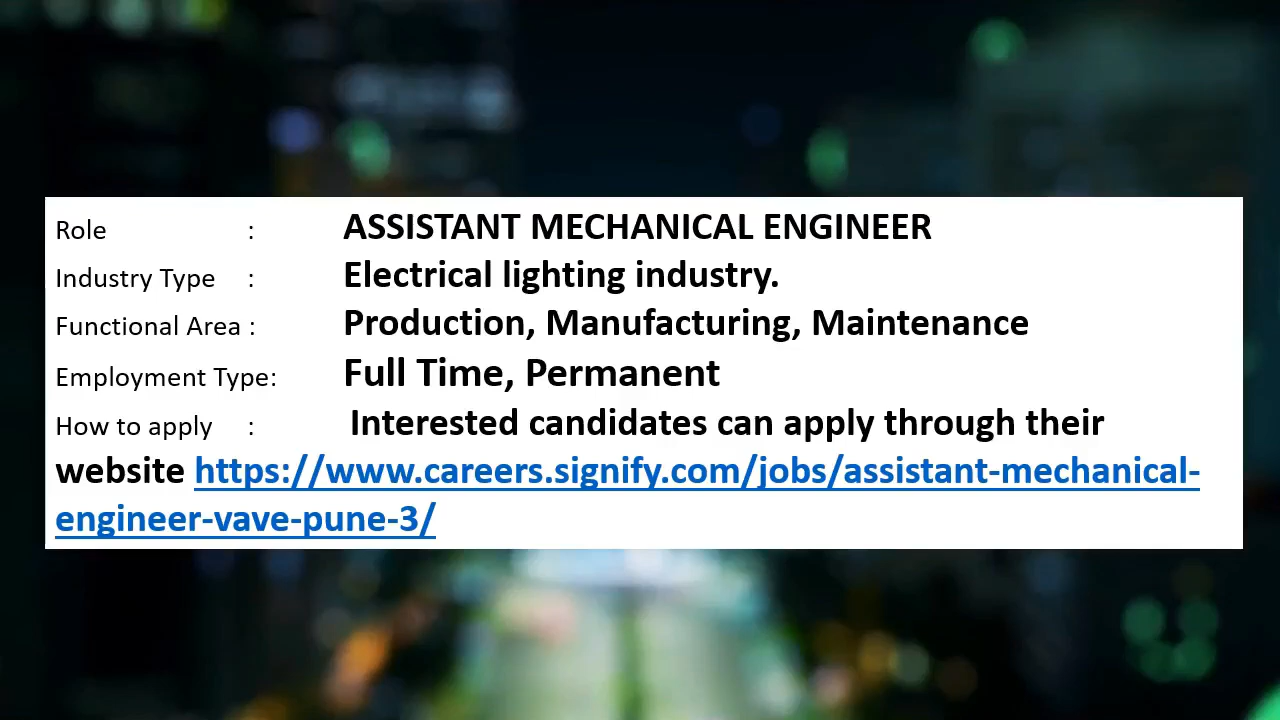 Role : ASSISTANT MECHANICAL ENGINEER
Industry Type : Electrical lighting industry.
Functional Area : Production, Manufacturing, Maintenance
Employment Type: Full Time, Permanent
How to apply : Interested candidates can apply through their
website https://www.careers.signify.com/jobs/assistant-mechanical-
engineer-vave-pune-3/